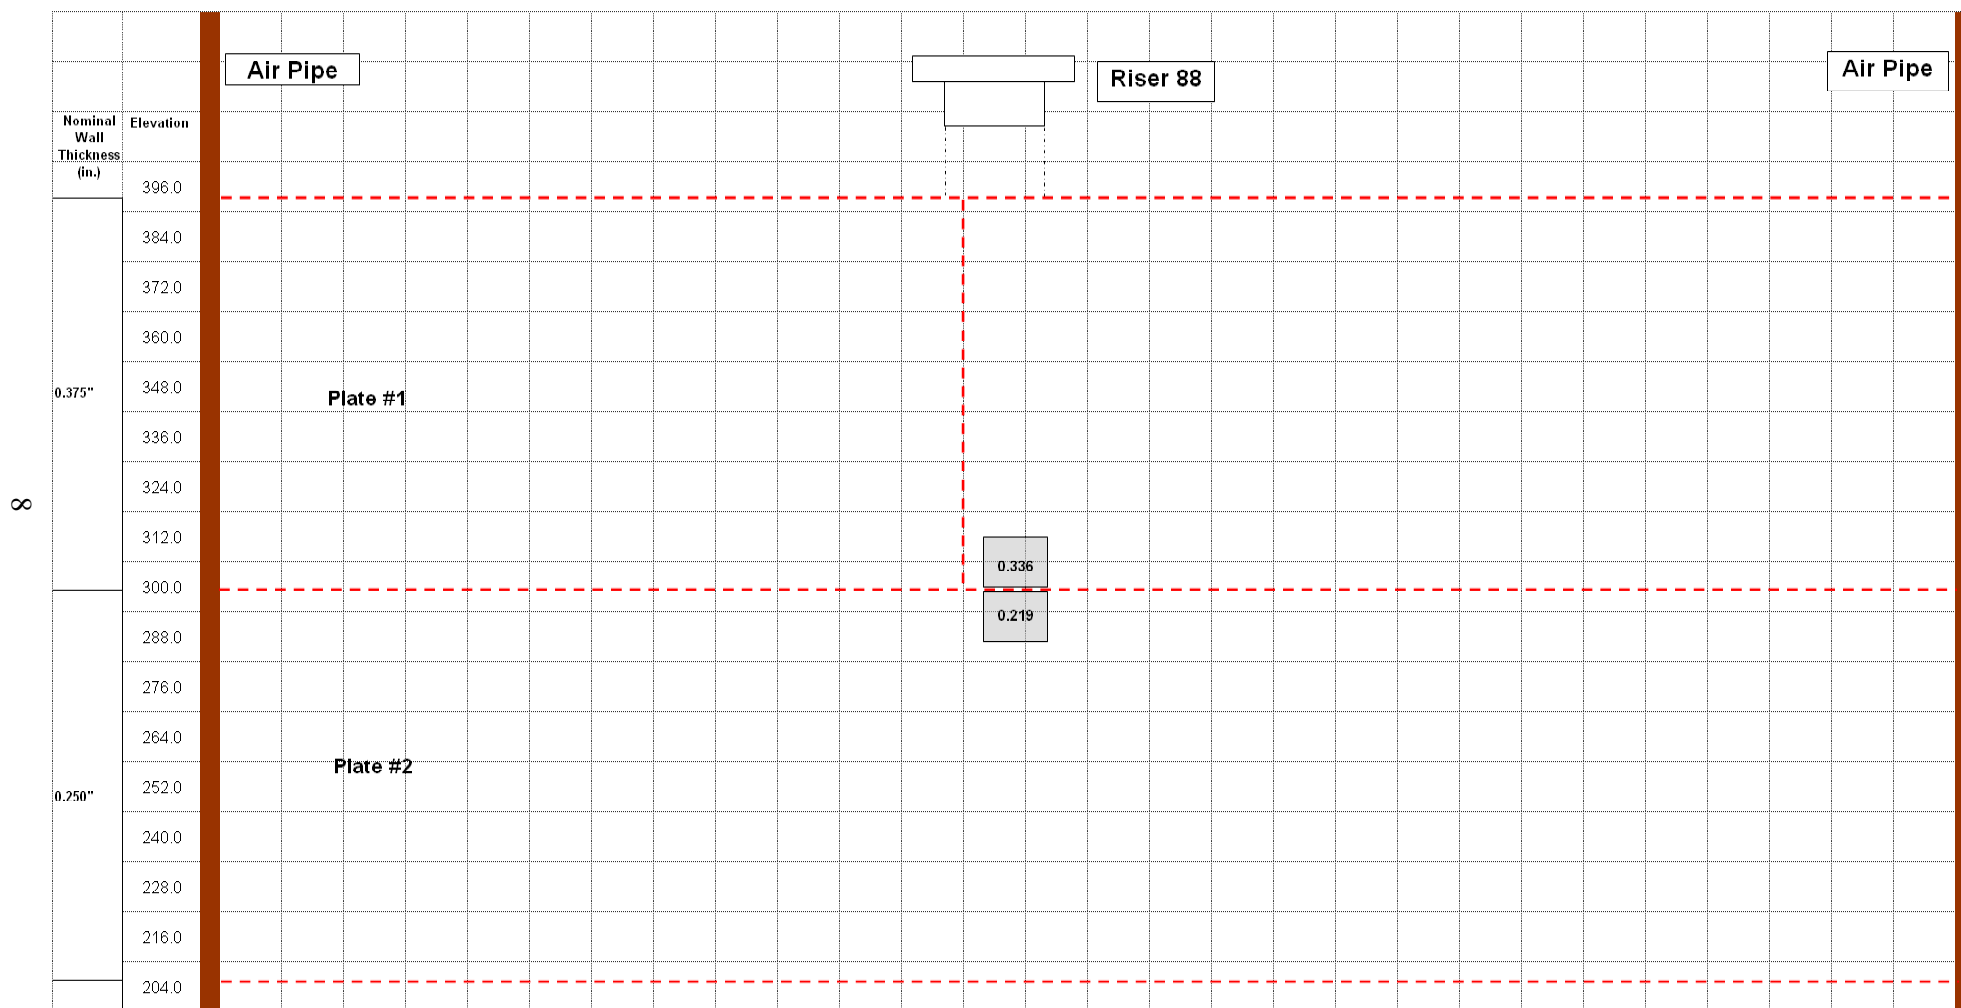 Air Pipe
Riser 88
Air Pipe
Nominal
Wall
Thickness
(in.)
Elevation
396.0
384.0
372.0
360.0
0.375"
348.0
Plate #1
336.0
324.0
8
312.0
0.336
300.0
0.219
288.0
276.0
264.0
Plate #2
252.0
0.250"
240.0
228.0
216.0
204.0